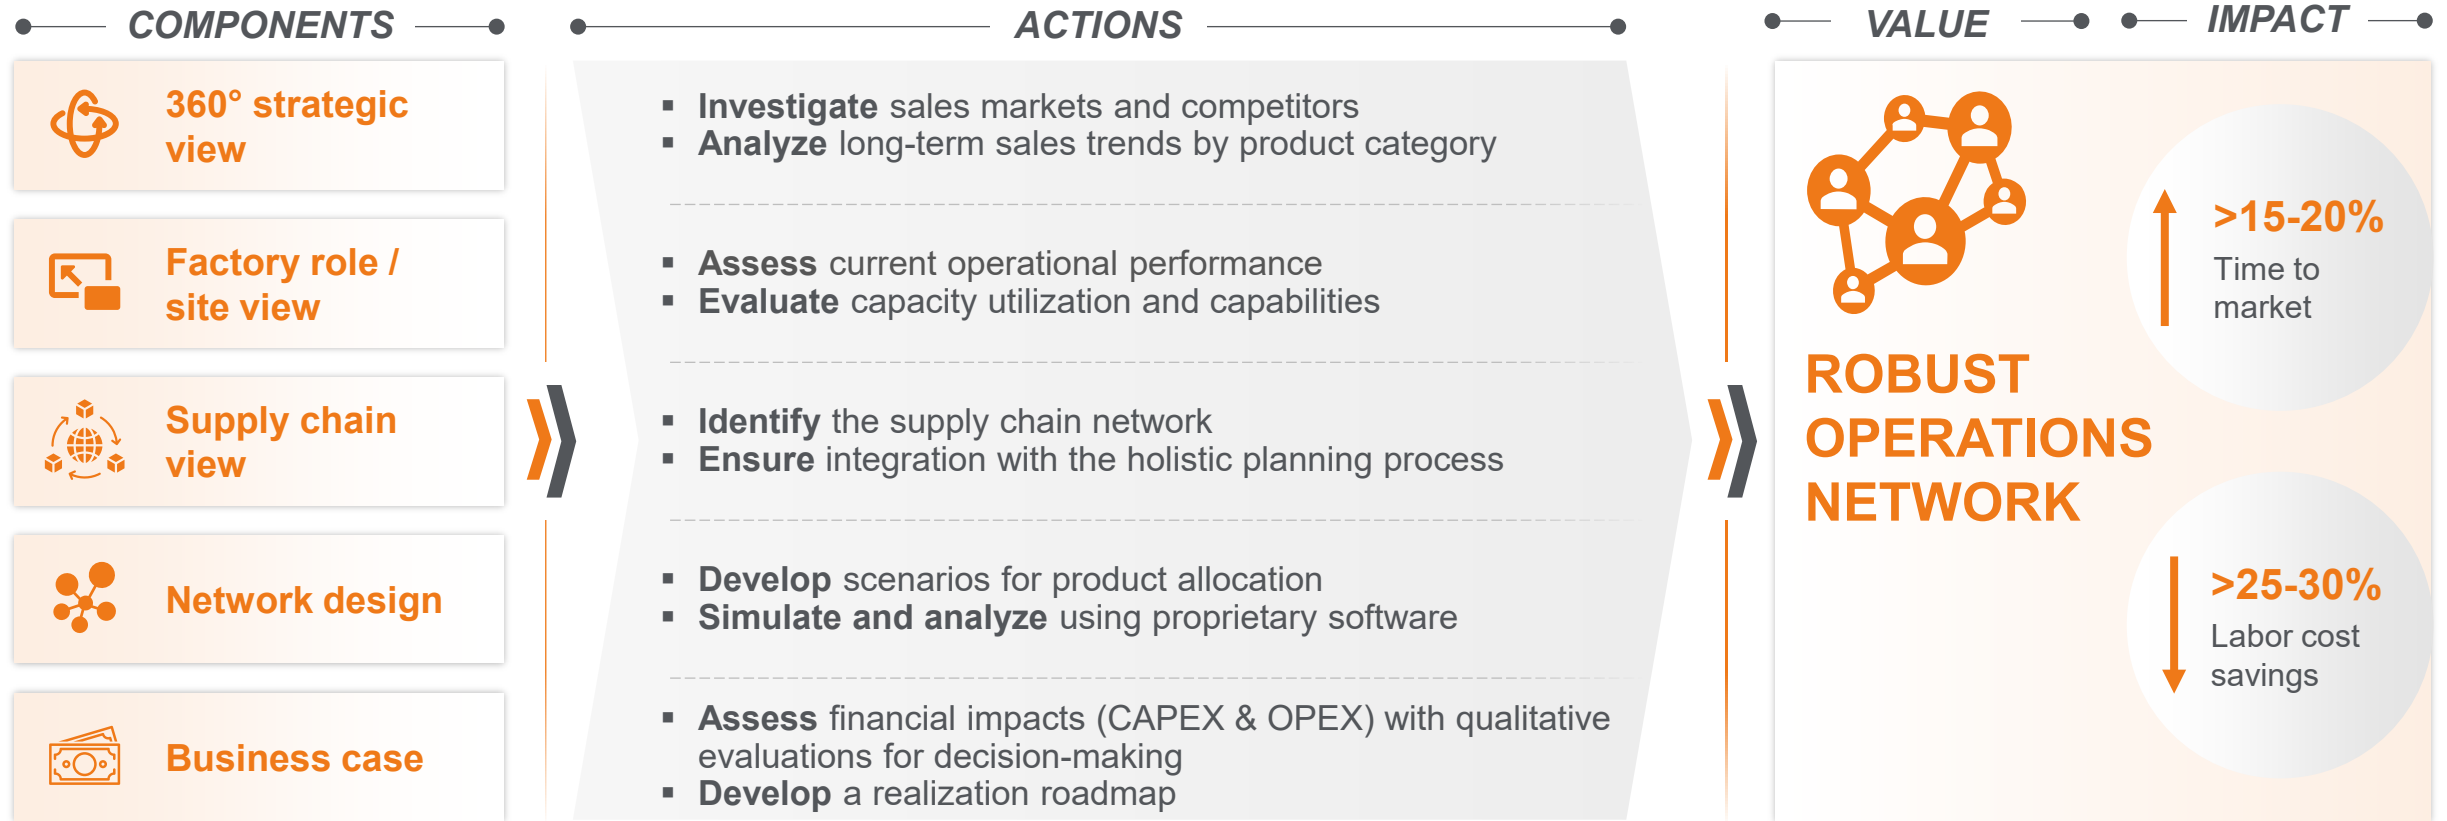 COMPONENTS
ACTIONS
VALUE
IMPACT
360° strategic
view
▪ Investigate sales markets and competitors
▪ Analyze long-term sales trends by product category
Factory role /
site view
▪ Assess current operational performance
▪ Evaluate capacity utilization and capabilities
Supply chain
view
▪ Identify the supply chain network
▪ Ensure integration with the holistic planning process
Network design
▪ Develop scenarios for product allocation
▪ Simulate and analyze using proprietary software
Business case
▪ Assess financial impacts (CAPEX & OPEX) with qualitative
evaluations for decision-making
▪ Develop a realization roadmap
ROBUST
OPERATIONS
NETWORK
>15-20%
Time to
market
>25-30%
Labor cost
savings